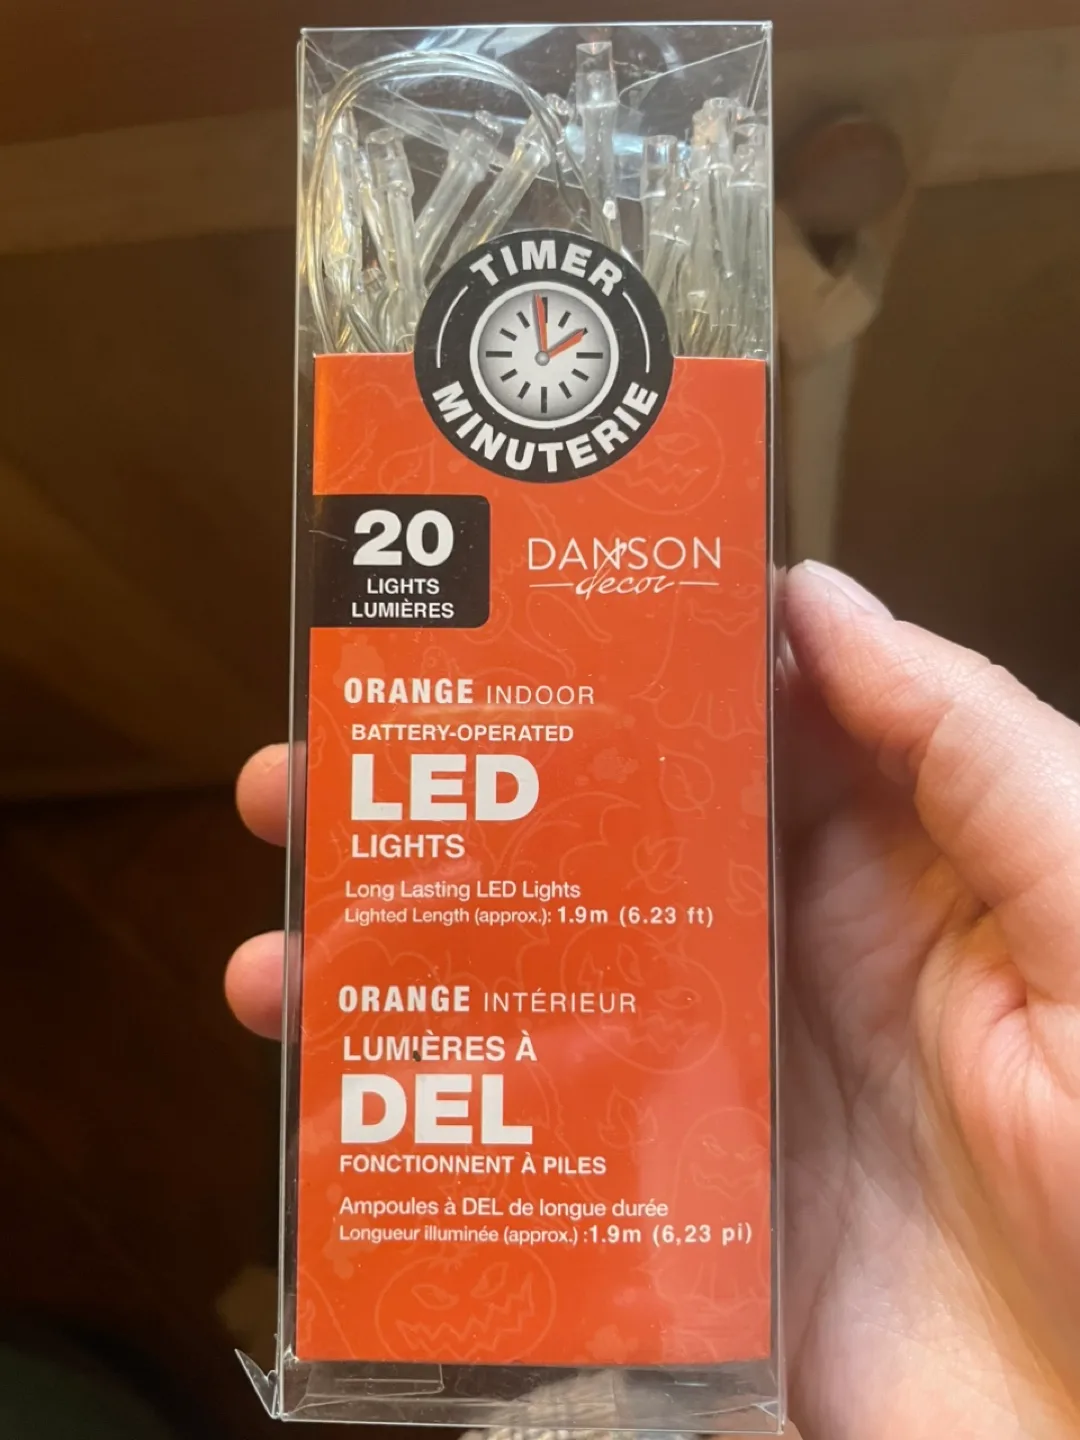 TIMER
MINUTERIE
20
LIGHTS
LUMIÈRES
DANSON
decor
ORANGE INDOOR
BATTERY-OPERATED
LED
LIGHTS
Long Lasting LED Lights
Lighted Length (approx.): 1.9m (6.23 ft)
ORANGE INTÉRIEUR
LUMIÈRES À
DEL
FONCTIONNENT À PILES
Ampoules à DEL de longue durée
Longueur illuminée (approx.) :1.9m (6,23 pi)